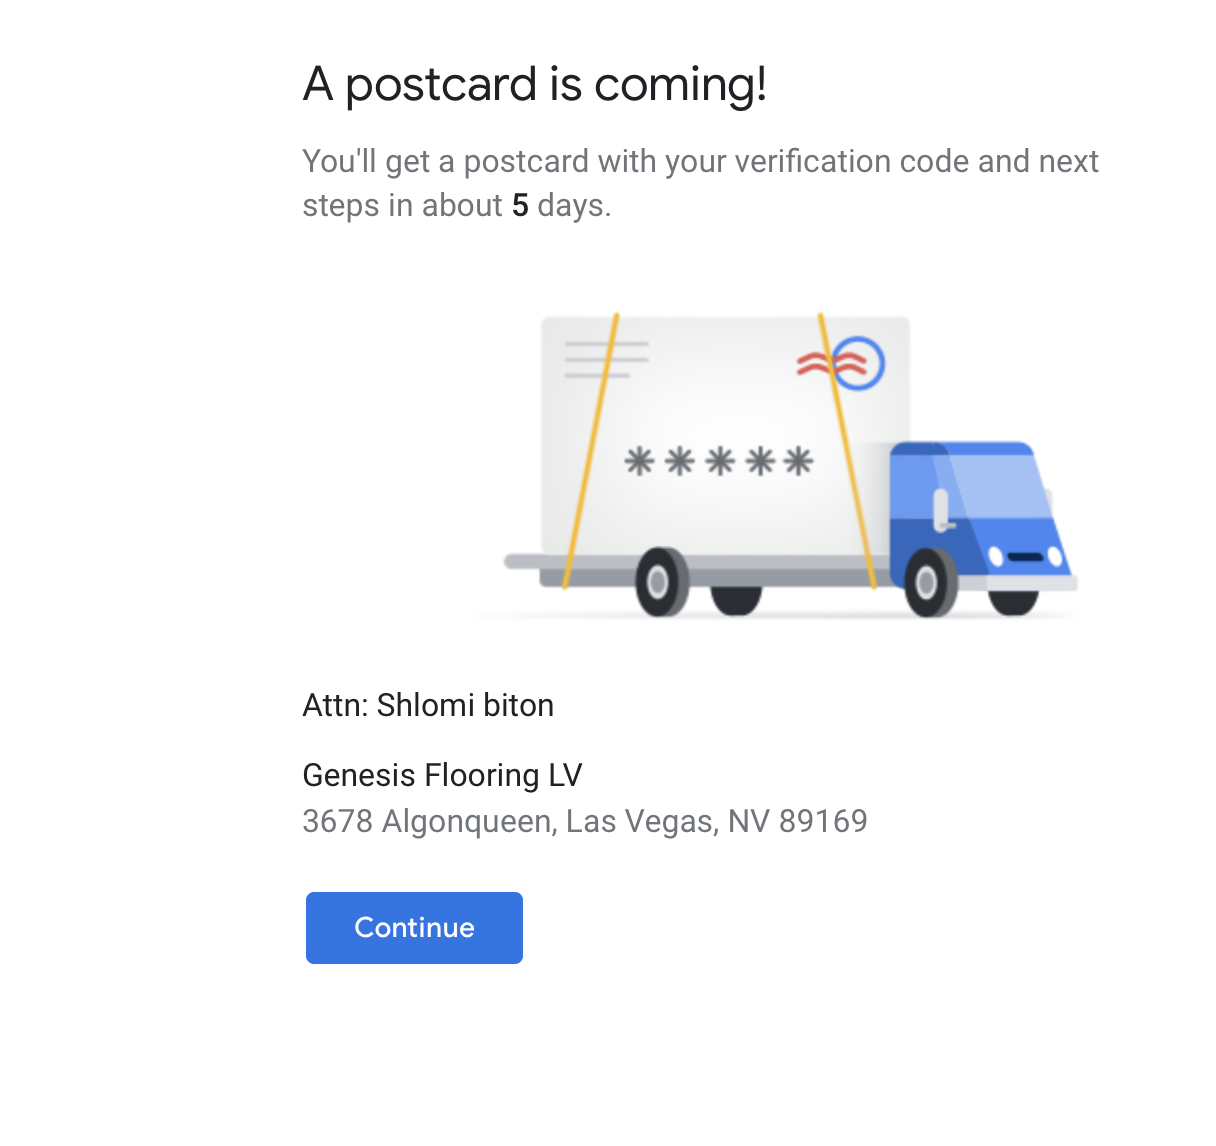 A postcard is coming!
You'll get a postcard with your verification code and next
steps in about 5 days.
*****
Attn: Shlomi biton
Genesis Flooring LV
3678 Algonqueen, Las Vegas, NV 89169
Continue